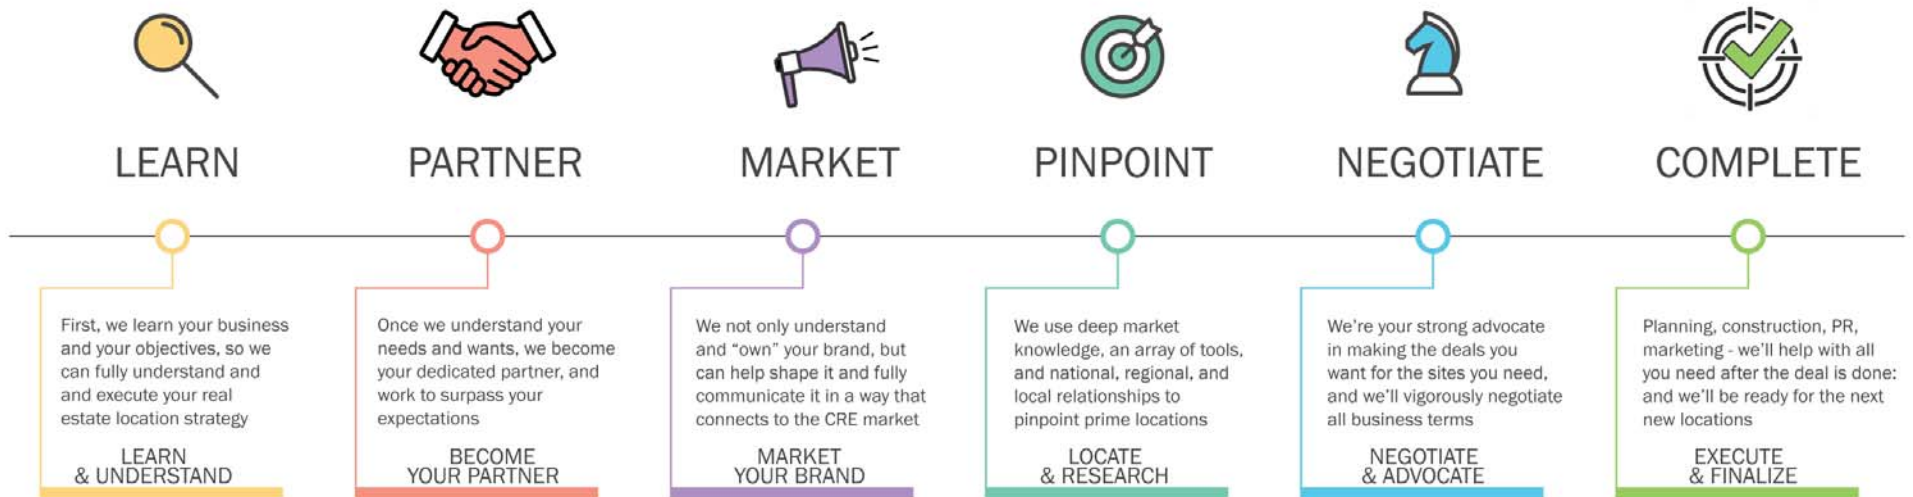 LEARN
PARTNER
MARKET
PINPOINT
NEGOTIATE
COMPLETE
First, we learn your business
and your objectives, so we
can fully understand and
and execute your real
estate location strategy
LEARN
& UNDERSTAND
Once we understand your
needs and wants, we become
your dedicated partner, and
work to surpass your
expectations
BECOME
YOUR PARTNER
We not only understand
and “own” your brand, but
can help shape it and fully
communicate it in a way that
connects to the CRE market
MARKET
YOUR BRAND
We use deep market
knowledge, an array of tools,
and national, regional, and
local relationships to
pinpoint prime locations
LOCATE
& RESEARCH
We’re your strong advocate
in making the deals you
want for the sites you need,
and we’ll vigorously negotiate
all business terms
NEGOTIATE
& ADVOCATE
Planning, construction, PR,
marketing - we’ll help with all
you need after the deal is done:
and we’ll be ready for the next
new locations
EXECUTE
& FINALIZE